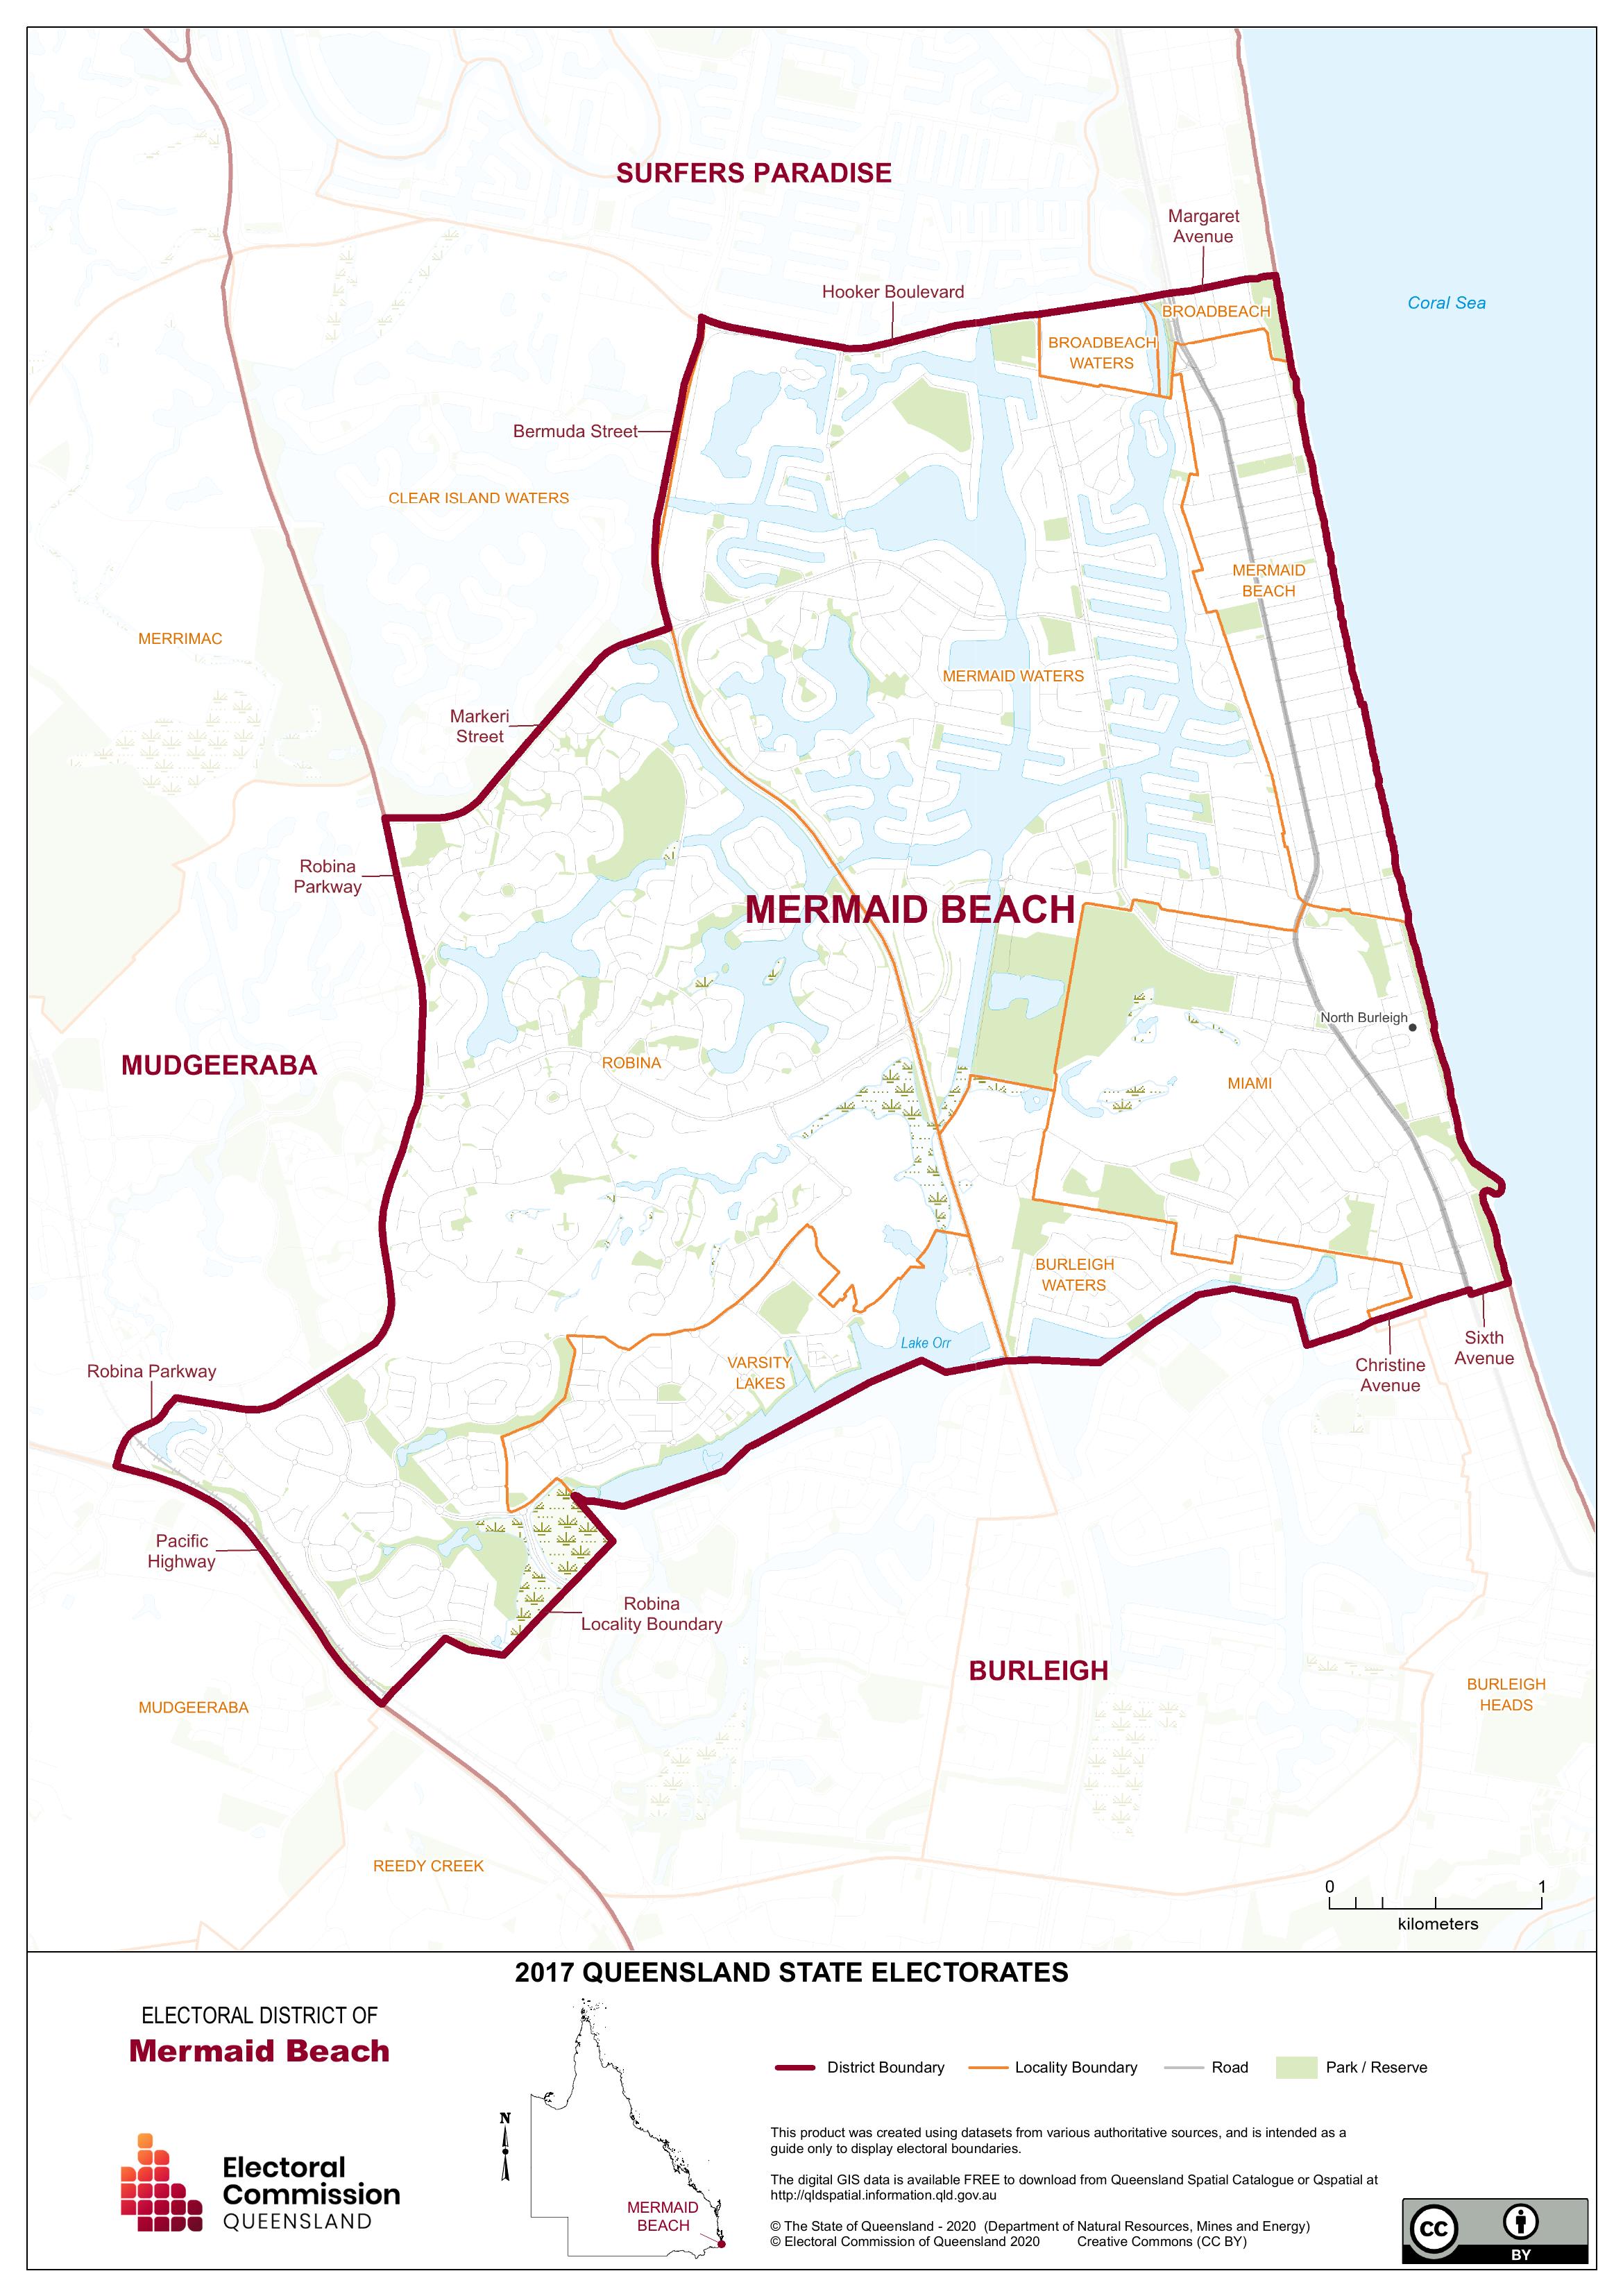 SURFERS PARADISE
Margaret
Avenue
Hooker Boulevard
Coral Sea
BROADBEACH
BROADBEACH
WATERS
Bermuda Street
CLEAR ISLAND WATERS
MERMAID
BEACH
MERRIMAC
MERMAID WATERS
Markeri
Street
Robina
Parkway
MERMAID BEACH
North Burleigh
MUDGEERABA
ROBINA
MIAMI
BURLEIGH
WATERS
Lake Orr
Sixth
Avenue
VARSITY
LAKES
Christine
Avenue
Robina Parkway
Pacific
Highway
Robina
Locality Boundary
BURLEIGH
BURLEIGH
HEADS
MUDGEERABA
REEDY CREEK
0 1
kilometers
2017 QUEENSLAND STATE ELECTORATES
ELECTORAL DISTRICT OF
Mermaid Beach
District Boundary
Locality Boundary
Road
Park / Reserve
N
This product was created using datasets from various authoritative sources, and is intended as a
guide only to display electoral boundaries.
Electoral
Commission
QUEENSLAND
The digital GIS data is available FREE to download from Queensland Spatial Catalogue or Qspatial at
http://qldspatial.information.qld.gov.au
MERMAID
BEACH
© The State of Queensland - 2020 (Department of Natural Resources, Mines and Energy)
© Electoral Commission of Queensland 2020 Creative Commons (CC BY)
CC
BY